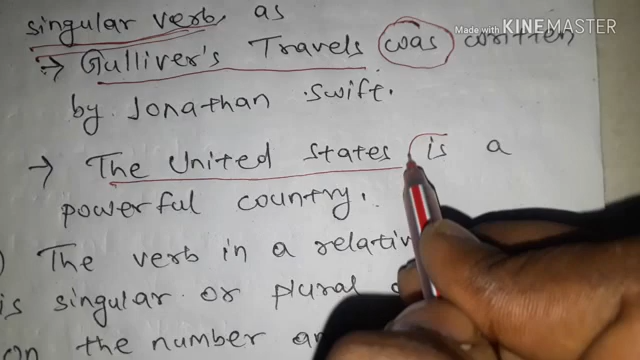 Made with KINEMASTER
singular verb as
→ Gulliver's Travels was written
by Jonathan Swift.
→ The United States is a
powerful country.
The verb in a
is singular or plural
on the number